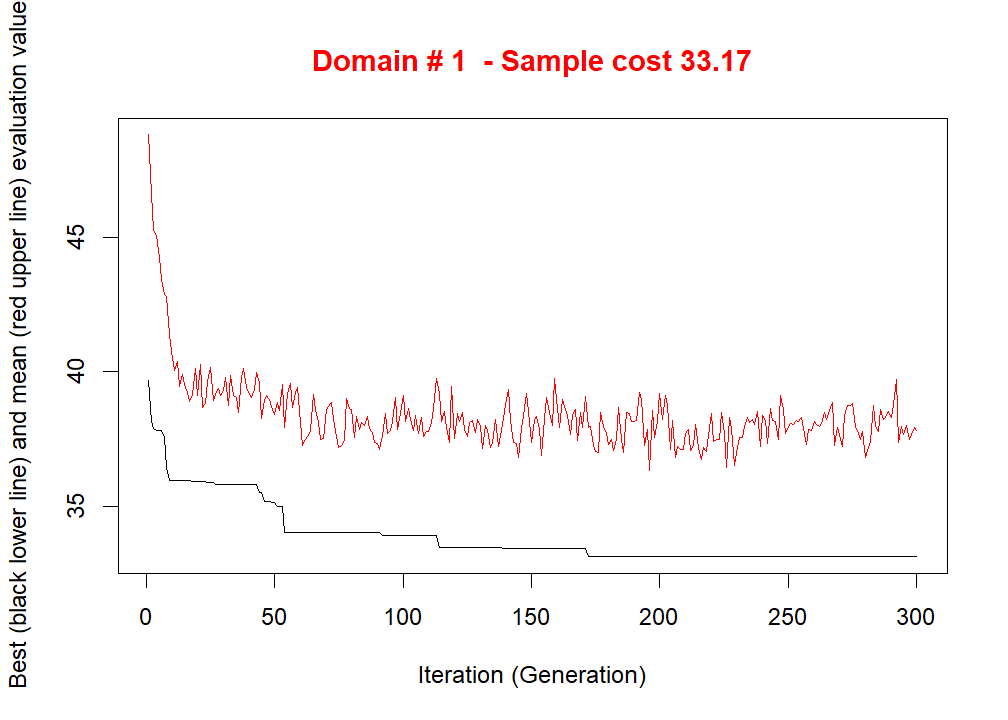 Domain # 1  - Sample cost 33.17
Best (black lower line) and mean (red upper line) evaluation value
45
40
35
0 50 100 150 200 250 300
Iteration (Generation)